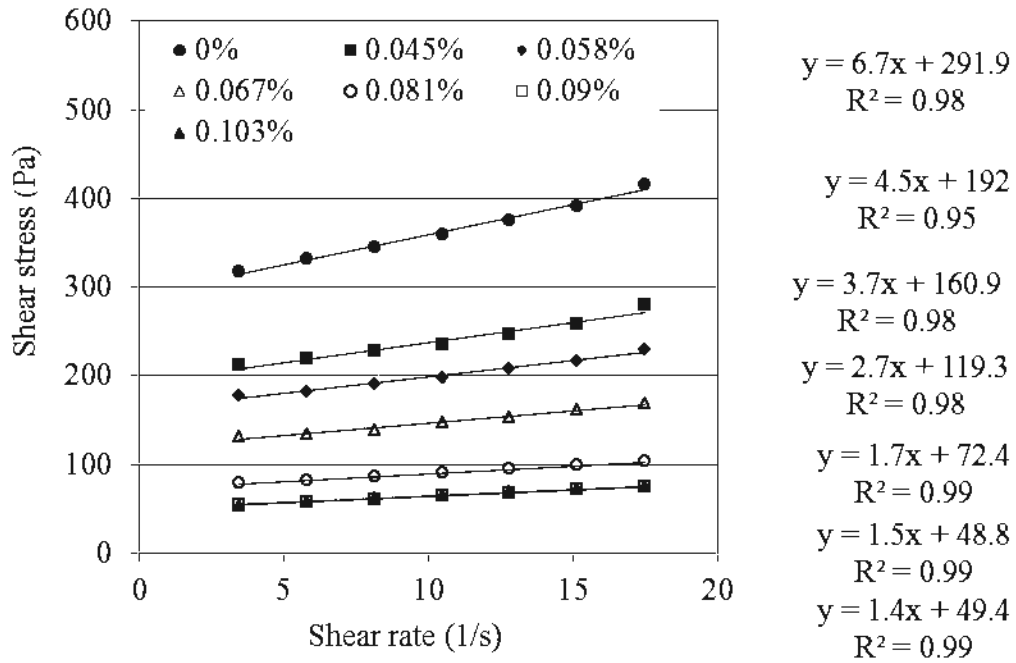 600
500
400
300
200
100
0
Shear stress (Pa)
0%
0.045%
0.058%
0.067%
0.081%
0.09%
0.103%
0
5
10
15
20
Shear rate (1/s)
y = 6.7x + 291.9
R² = 0.98
y = 4.5x + 192
R² = 0.95
y = 3.7x + 160.9
R² = 0.98
y = 2.7x + 119.3
R² = 0.98
y = 1.7x + 72.4
R² = 0.99
y = 1.5x + 48.8
R² = 0.99
y = 1.4x + 49.4
R² = 0.99